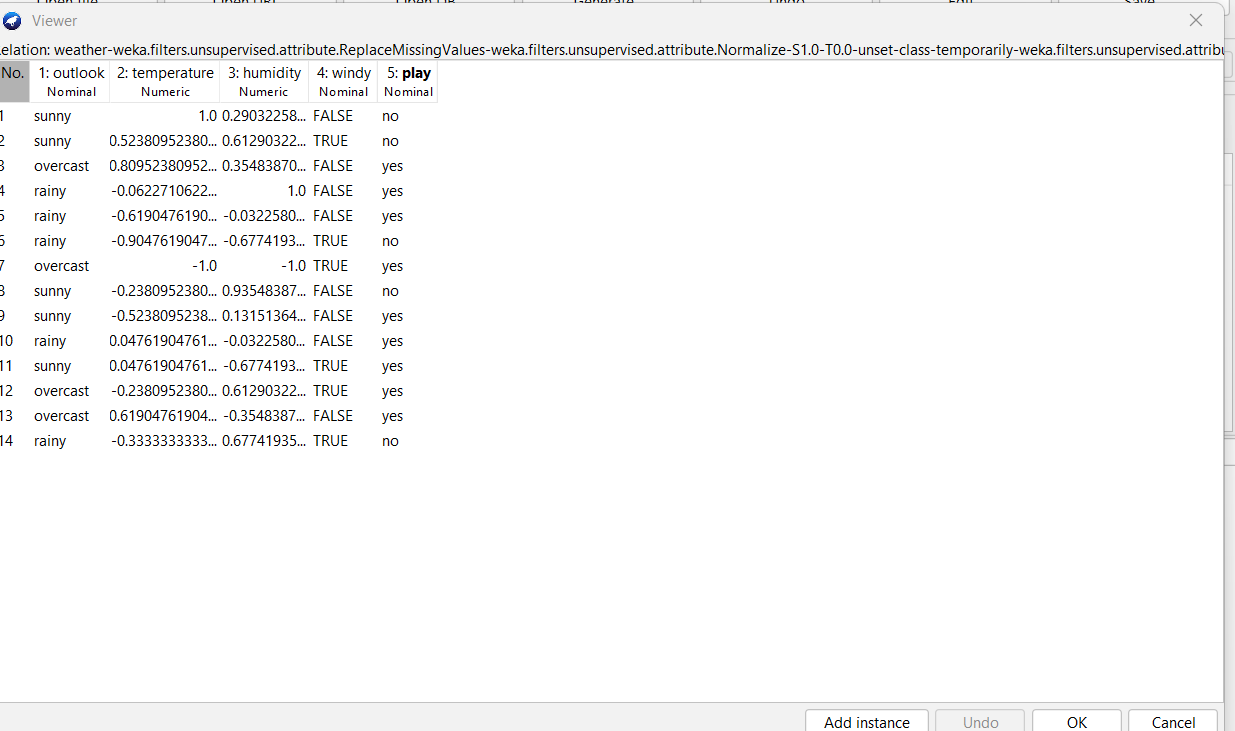 Viewer
elation: weather-weka.filters.unsupervised.attribute.ReplaceMissingValues-weka.filters.unsupervised.attribute.Normalize-S1.0-T0.0-unset-class-temporarily-weka.filters.unsupervised.attribu
No. 1: outlook 2: temperature 3: humidity 4: windy 5: play
Nominal Numeric Numeric Nominal Nominal
1 sunny 1.0 0.29032258... FALSE no
2 sunny 0.52380952380... 0.61290322... TRUE no
3 overcast 0.80952380952... 0.35483870... FALSE yes
4 rainy -0.0622710622... 1.0 FALSE yes
5 rainy -0.6190476190... -0.0322580... FALSE yes
6 rainy -0.9047619047... -0.6774193... TRUE no
7 overcast -1.0 -1.0 TRUE yes
8 sunny -0.2380952380... 0.93548387... FALSE no
9 sunny -0.5238095238... 0.13151364... FALSE yes
10 rainy 0.04761904761... -0.0322580... FALSE yes
11 sunny 0.04761904761... -0.6774193... TRUE yes
12 overcast -0.2380952380... 0.61290322... TRUE yes
13 overcast 0.61904761904... -0.3548387... FALSE yes
14 rainy -0.3333333333... 0.67741935... TRUE no
Add instance Undo OK Cancel